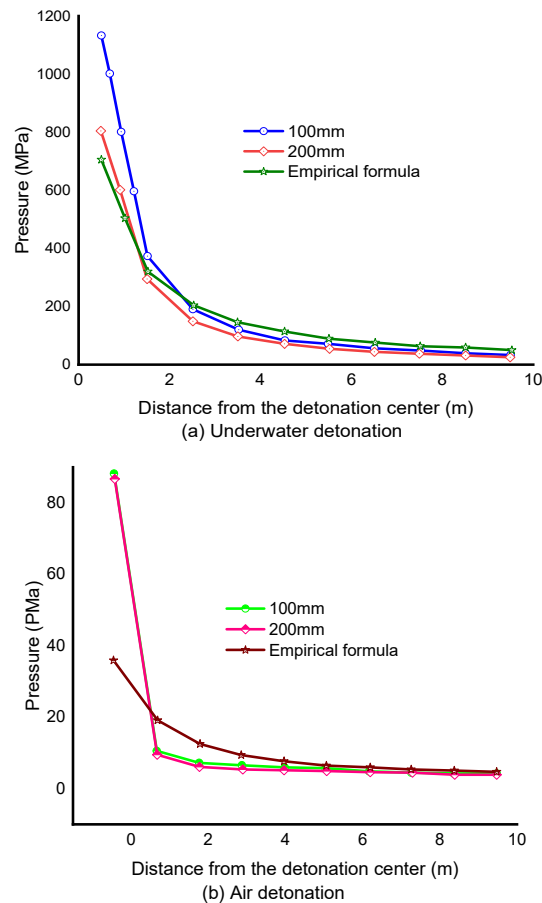 1200
1000
800
600
400
200
0
Pressure (MPa)
100mm
200mm
Empirical formula
0 2 4 6 8 10
Distance from the detonation center (m)
(a) Underwater detonation
80
60
40
20
0
Pressure (PMa)
100mm
200mm
Empirical formula
0 2 4 6 8 10
Distance from the detonation center (m)
(b) Air detonation